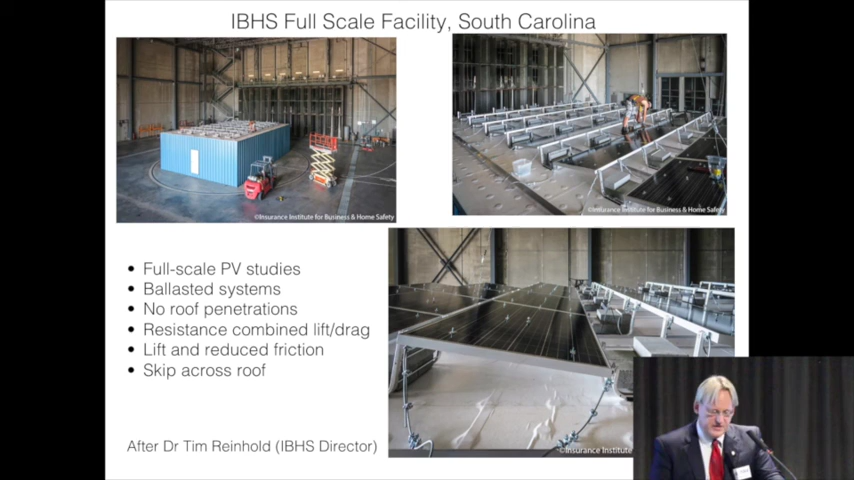 IBHS Full Scale Facility, South Carolina
©Insurance Institute for Business & Home Safety
©Insurance Institute for Business & Home Safety
• Full-scale PV studies
• Ballasted systems
• No roof penetrations
• Resistance combined lift/drag
• Lift and reduced friction
• Skip across roof
©Insurance Institute
After Dr Tim Reinhold (IBHS Director)